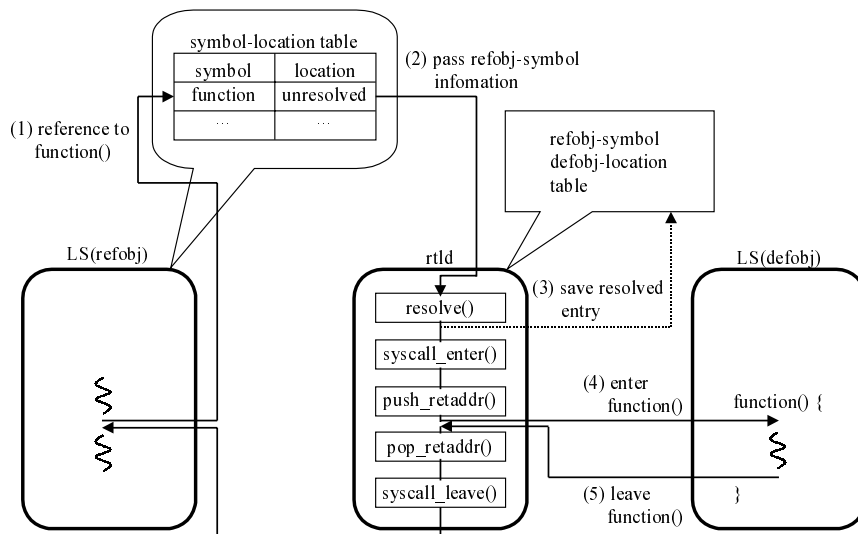 symbol-location table
symbol location
function unresolved
... ...
(1) reference to
function()
(2) pass refobj-symbol
infomation
refobj-symbol
defobj-location
table
LS(refobj)
rtld
LS(defobj)
resolve()
(3) save resolved
entry
syscall_enter()
push_retaddr()
(4) enter
function()
function() {
pop_retaddr()
syscall_leave()
(5) leave
function()
}